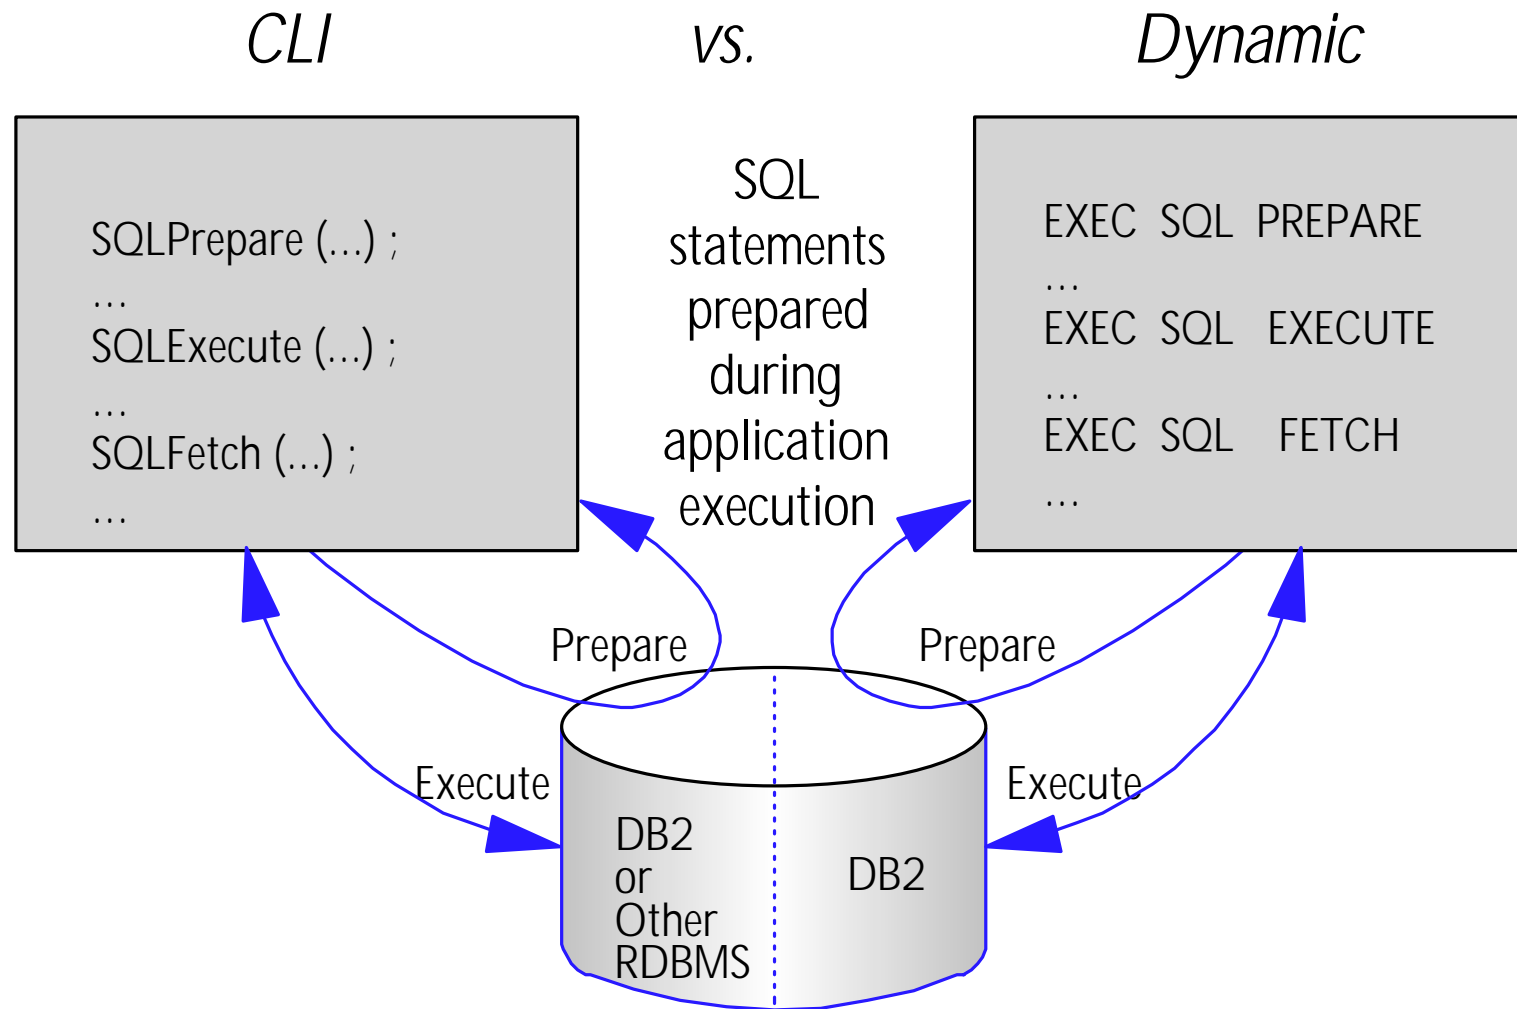 CLI vs. Dynamic
SQLPrepare (...) ;
...
SQLExecute (...) ;
...
SQLFetch (...) ;
...
SQL
statements
prepared
during
application
execution
EXEC SQL PREPARE
...
EXEC SQL EXECUTE
...
EXEC SQL FETCH
...
Prepare
Prepare
Execute
Execute
DB2
or
Other
RDBMS
DB2